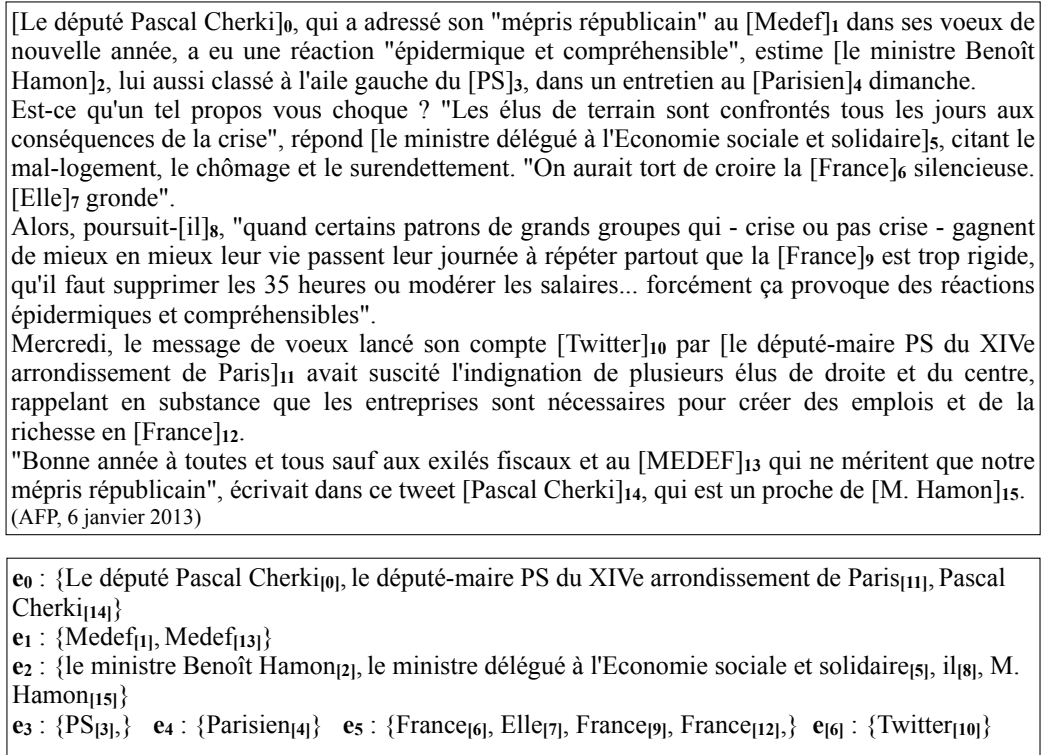 [Le député Pascal Cherki]0, qui a adressé son "mépris républicain" au [Medef]1 dans ses voeux de
nouvelle année, a eu une réaction "épidermique et compréhensible", estime [le ministre Benoît
Hamon]2, lui aussi classé à l'aile gauche du [PS]3, dans un entretien au [Parisien]4 dimanche.
Est-ce qu'un tel propos vous choque ? "Les élus de terrain sont confrontés tous les jours aux
conséquences de la crise", répond [le ministre délégué à l'Economie sociale et solidaire]5, citant le
mal-logement, le chômage et le surendettement. "On aurait tort de croire la [France]6 silencieuse.
[Elle]7 gronde".
Alors, poursuit-[il]8, "quand certains patrons de grands groupes qui - crise ou pas crise - gagnent
de mieux en mieux leur vie passent leur journée à répéter partout que la [France]9 est trop rigide,
qu'il faut supprimer les 35 heures ou modérer les salaires... forcément ça provoque des réactions
épidermiques et compréhensibles".
Mercredi, le message de voeux lancé son compte [Twitter]10 par [le député-maire PS du XIVe
arrondissement de Paris]11 avait suscité l'indignation de plusieurs élus de droite et du centre,
rappelant en substance que les entreprises sont nécessaires pour créer des emplois et de la
richesse en [France]12.
"Bonne année à toutes et tous sauf aux exilés fiscaux et au [MEDEF]13 qui ne méritent que notre
mépris républicain", écrivait dans ce tweet [Pascal Cherki]14, qui est un proche de [M. Hamon]15.
(AFP, 6 janvier 2013)
e0 : {Le député Pascal Cherki[0], le député-maire PS du XIVe arrondissement de Paris[11], Pascal
Cherki[14]}
e1 : {Medef[1], Medef[13]}
e2 : {le ministre Benoît Hamon[2], le ministre délégué à l'Economie sociale et solidaire[5], il[8], M.
Hamon[15]}
e3 : {PS[3],} e4 : {Parisien[4]} e5 : {France[6], Elle[7], France[9], France[12],} e[6] : {Twitter[10]}